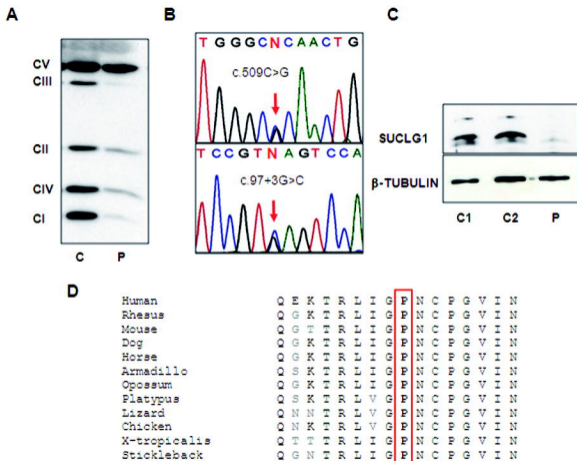 A
B
C
D
CV
CIII
CII
CIV
CI
C P
T G G G C N C A A C T G
c.509C>G
T C C G T N A G T C C A
c.97+3G>C
SUCLG1
β-TUBULIN
C1 C2 P
Human Q E K T R L I G P N C P G V I N
Rhesus Q G K T R L I G P N C P G V I N
Mouse Q G T T R L I G P N C P G V I N
Dog Q G K T R L I G P N C P G V I N
Horse Q G K T R L I G P N C P G V I N
Armadillo Q S K T R L I G P N C P G V I N
Opossum Q G K T R L I G P N C P G V I N
Platypus Q S K T R L V G P N C P G V I N
Lizard Q N N T R L V G P N C P G V I N
Chicken Q N K T R L V G P N C P G V I N
X-tropicalis Q T T T R L I G P N C P G V I N
Stickleback Q G N T R L I G P N C P G V I N